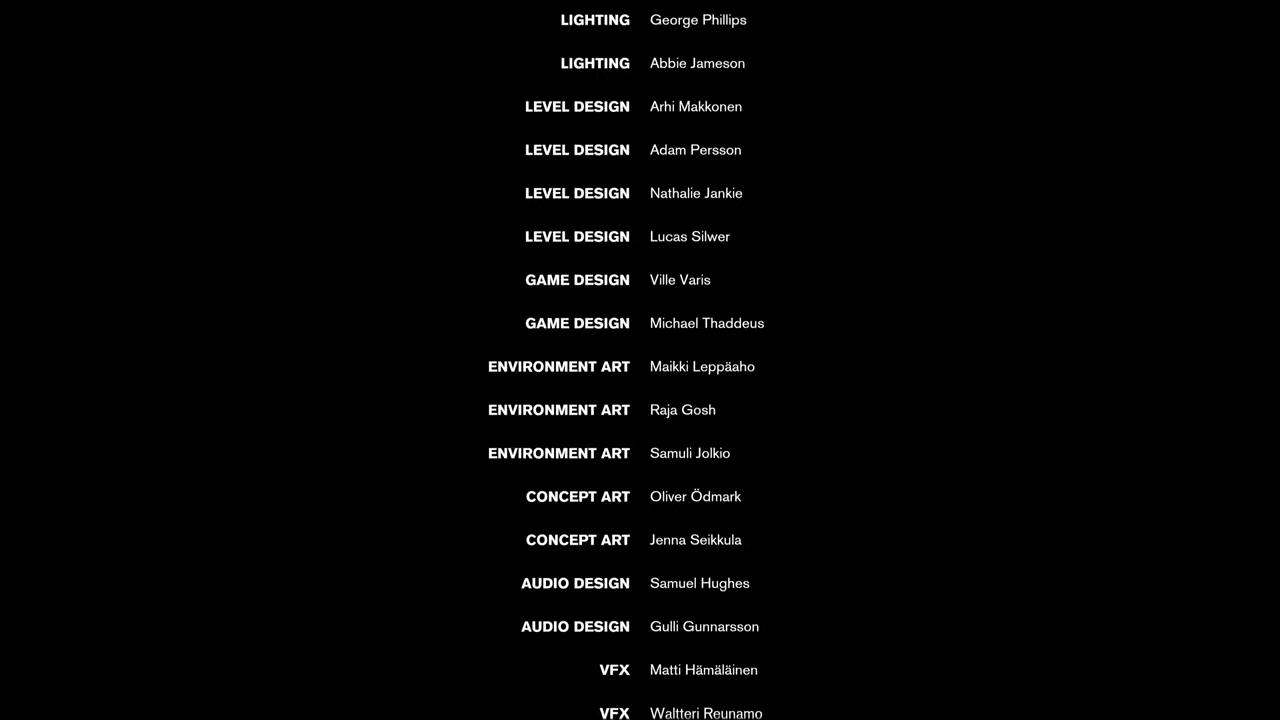 LIGHTING George Phillips
LIGHTING Abbie Jameson
LEVEL DESIGN Arhi Makkonen
LEVEL DESIGN Adam Persson
LEVEL DESIGN Nathalie Jankie
LEVEL DESIGN Lucas Silwer
GAME DESIGN Ville Varis
GAME DESIGN Michael Thaddeus
ENVIRONMENT ART Maikki Leppäaho
ENVIRONMENT ART Raja Gosh
ENVIRONMENT ART Samuli Jolkio
CONCEPT ART Oliver Ödmark
CONCEPT ART Jenna Seikkula
AUDIO DESIGN Samuel Hughes
AUDIO DESIGN Gulli Gunnarsson
VFX Matti Hämäläinen
VFX Waltteri Reunamo